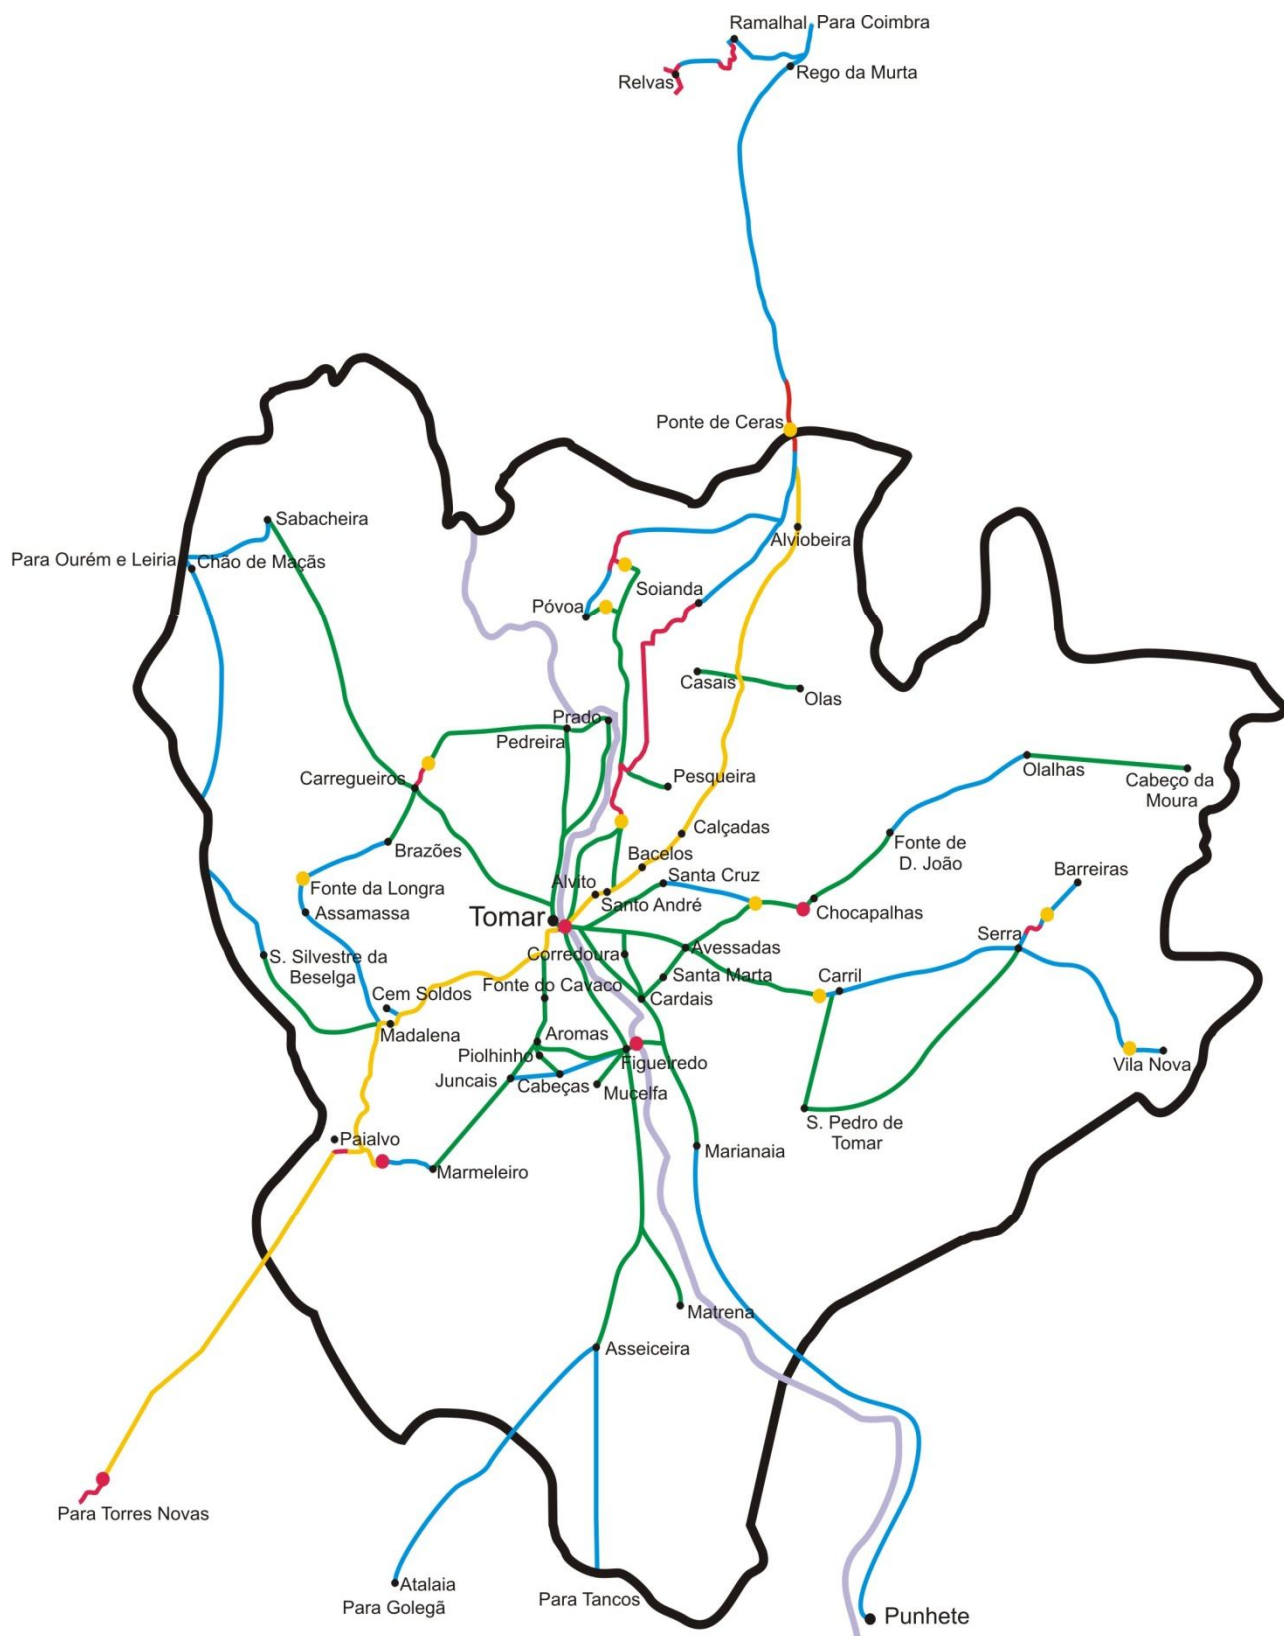 Ramalhal
Para Coimbra
Relvas
Rego da Murta
Ponte de Ceras
Sabacheira
Para Ourém e Leiria
Chão de Maçãs
Alviobeira
Soianda
Póvoa
Casais
Olas
Prado
Pedreira
Carregueiros
Pesqueira
Olalhas
Cabeço da
Moura
Calçadas
Fonte de
D. João
Brazões
Bacelos
Santa Cruz
Barreiras
Fonte da Longra
Alvito
Santo André
Assamassa
Tomar
Chocapalhas
Serra
S. Silvestre da
Beselga
Corredoura
Avessadas
Santa Marta
Carril
Fonte do Cavaco
Cem Soldos
Cardais
Madalena
Aromas
Piolhinho
Figueiredo
Vila Nova
Juncais
Cabeças
Mucelfa
S. Pedro de
Tomar
Paialvo
Marianaia
Marmeleiro
Matrena
Asseiceira
Para Torres Novas
Atalaia
Para Golegã
Para Tancos
Punhete